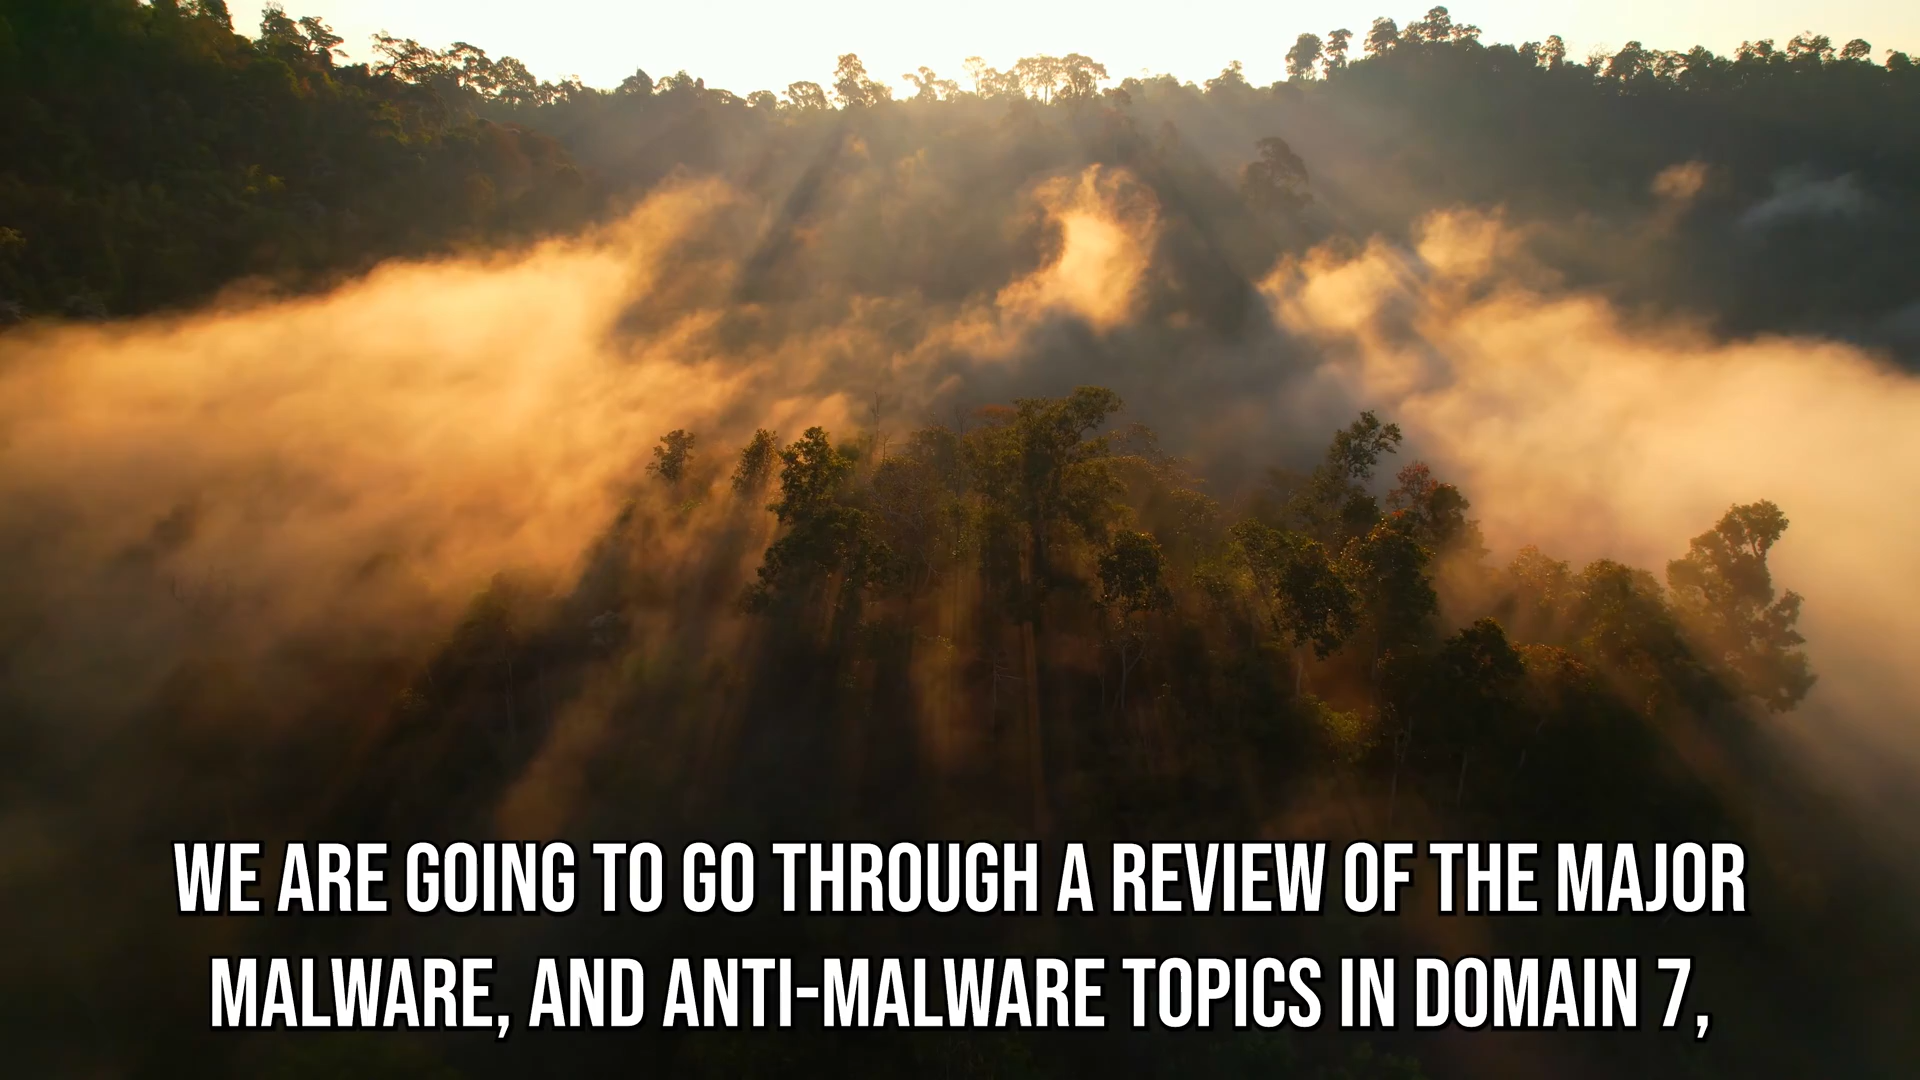 WE ARE GOING TO GO THROUGH A REVIEW OF THE MAJOR
MALWARE, AND ANTI-MALWARE TOPICS IN DOMAIN 7,